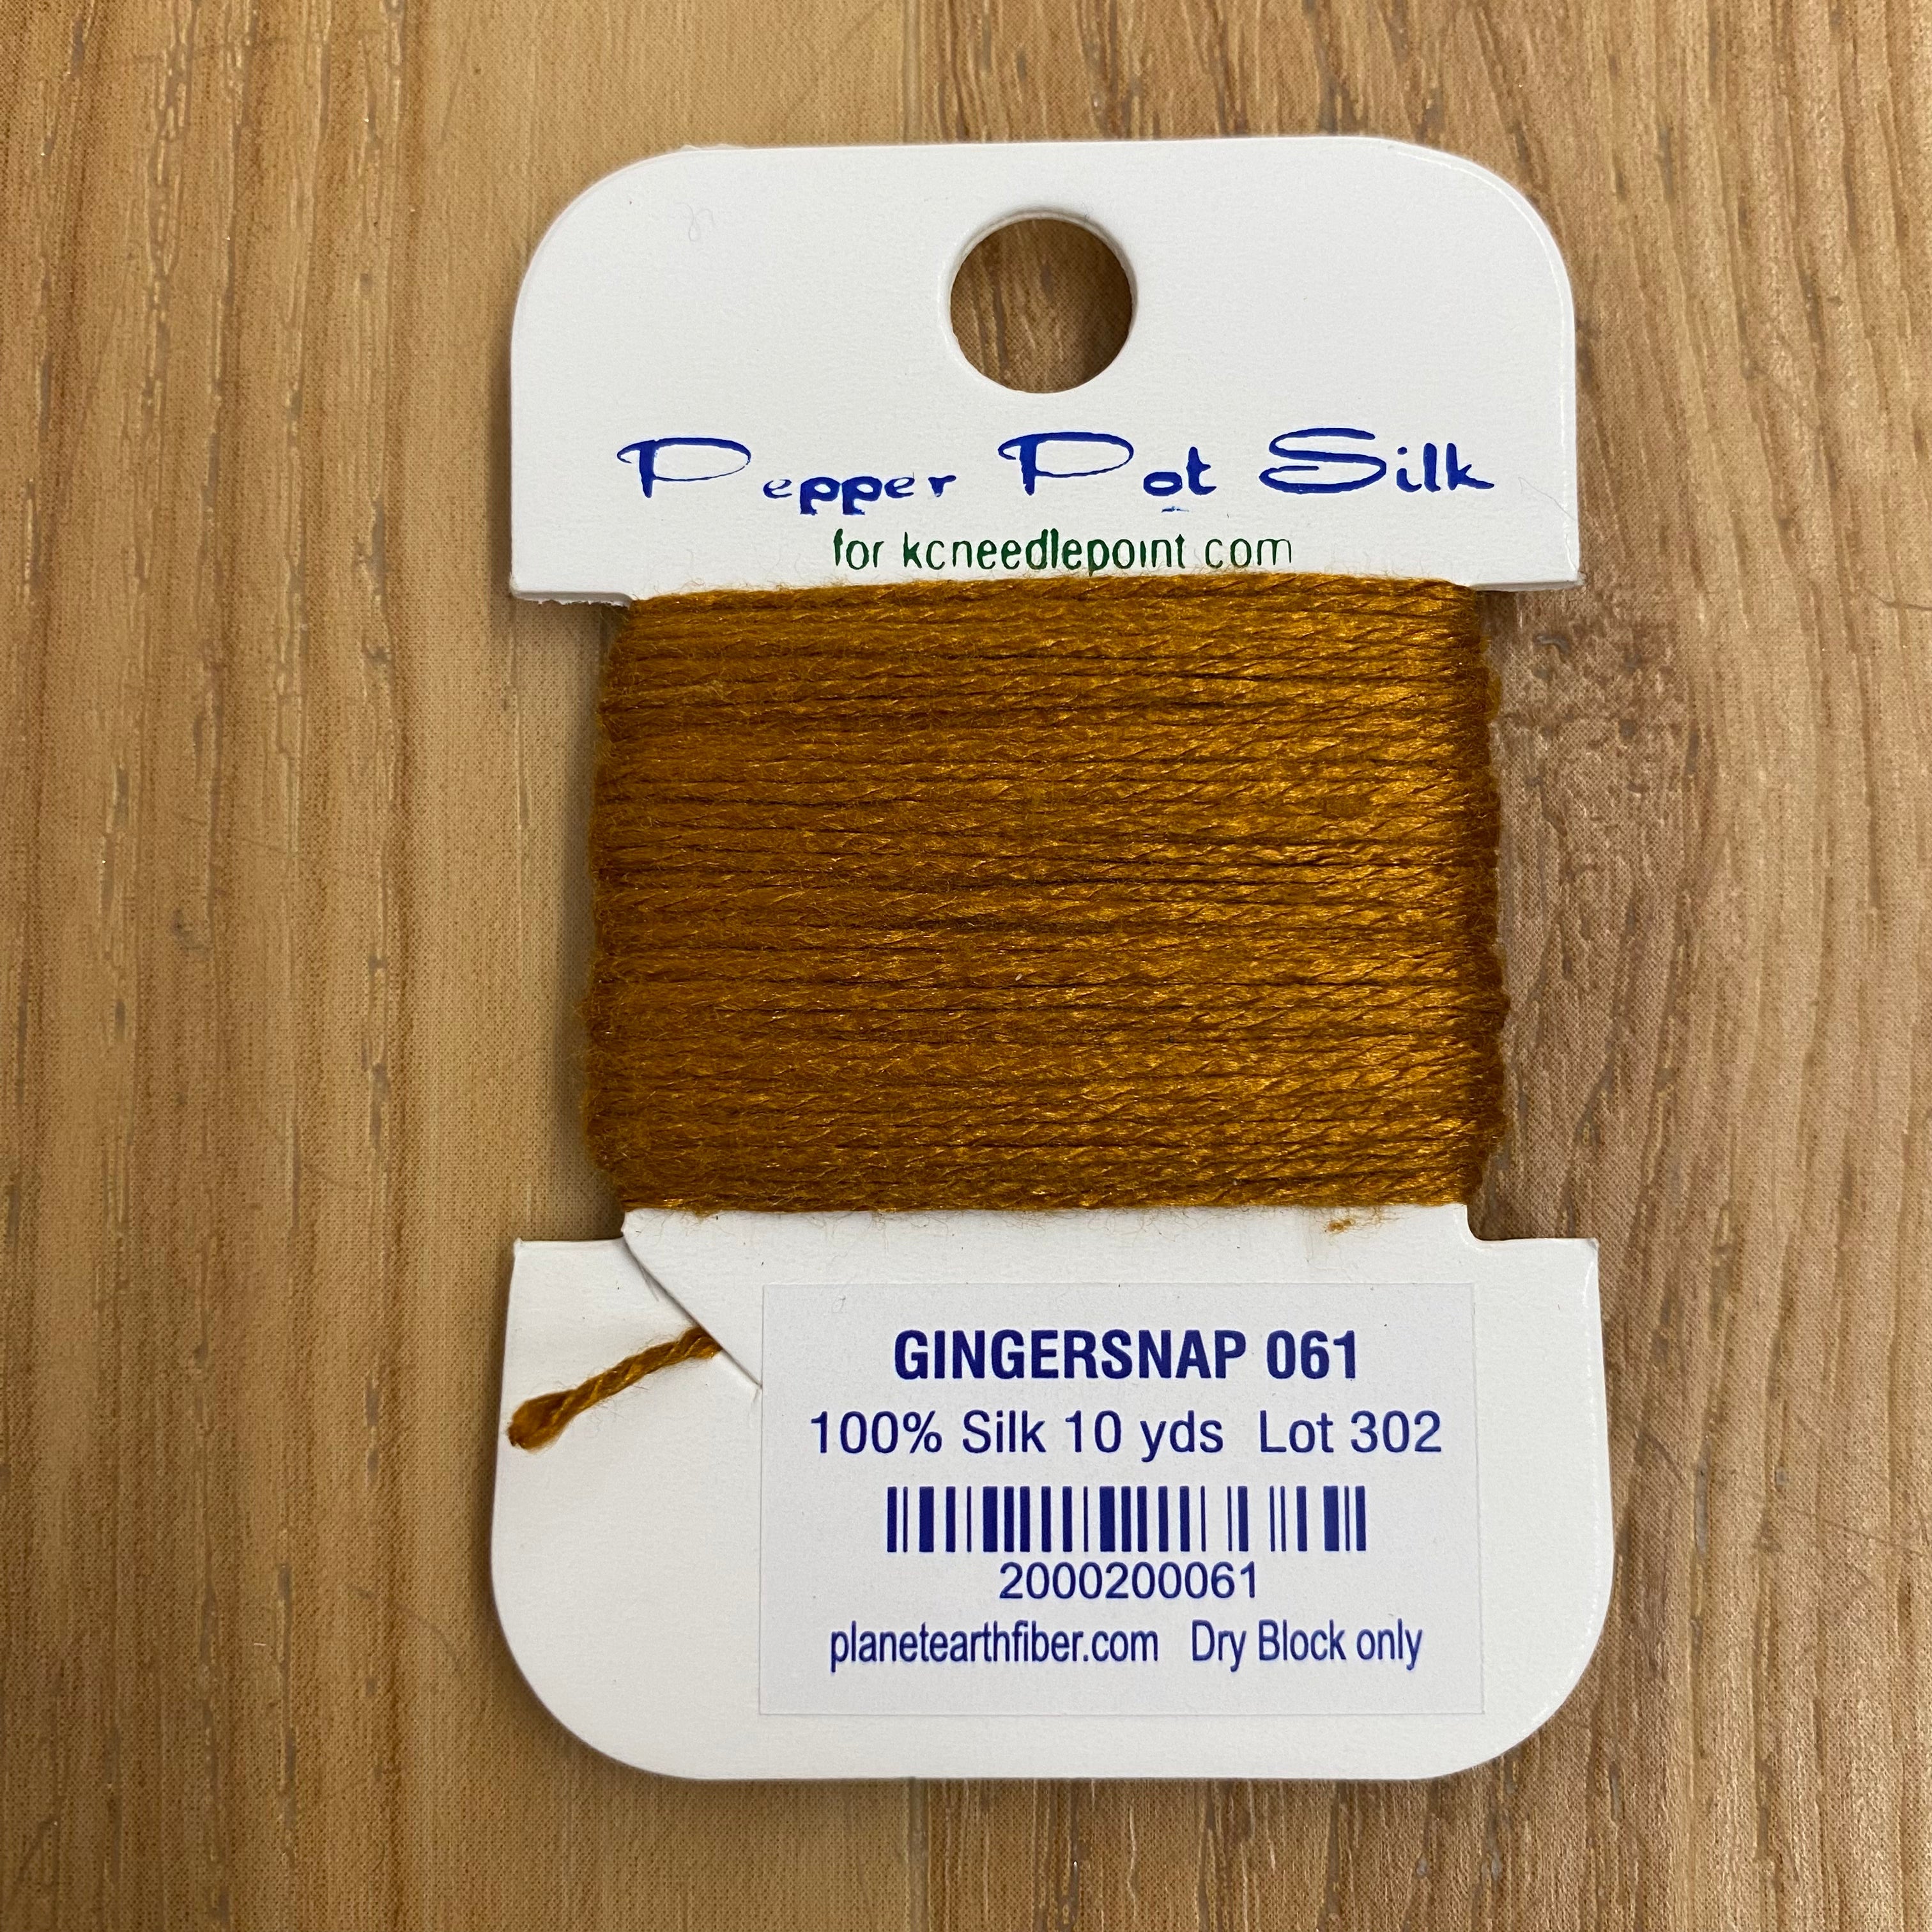 Pepper Pot Silk
for kcneedlepoint com
GINGERSNAP 061
100% Silk 10 yds Lot 302
2000200061
planetearthfiber.com Dry Block only